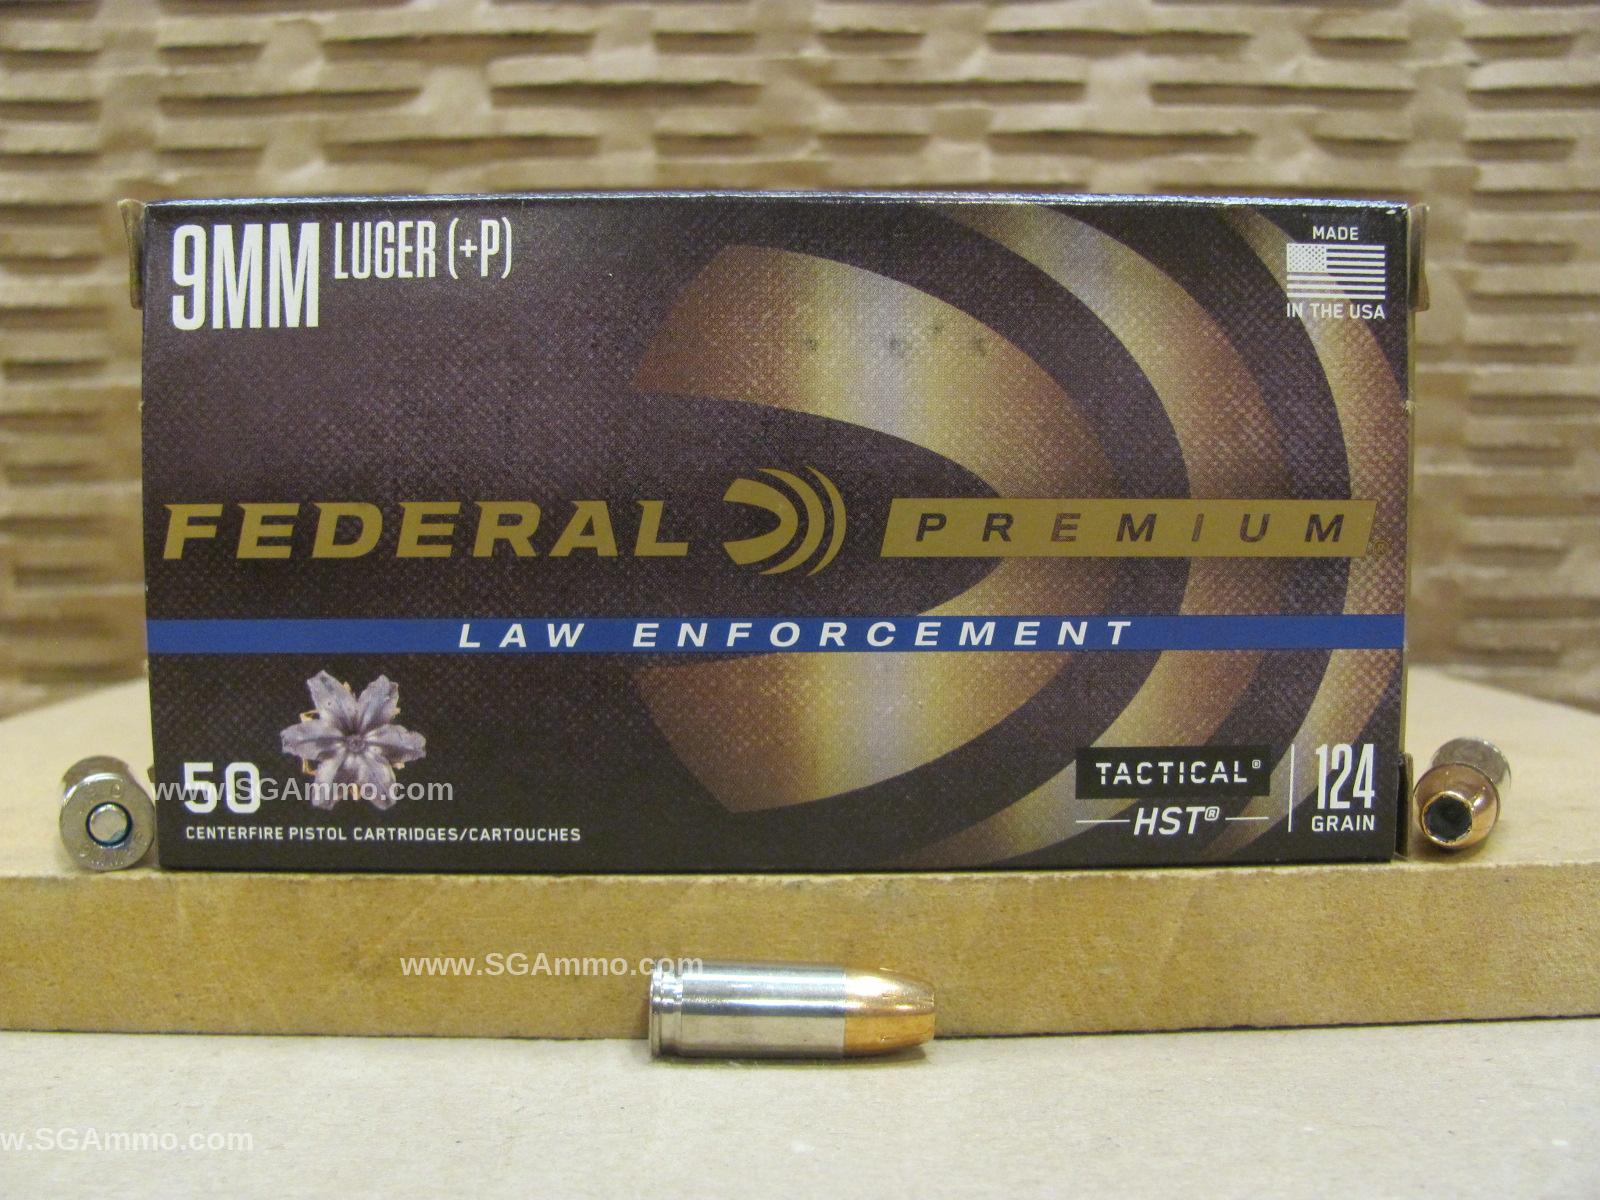 9MM LUGER (+P)
MADE
IN THE USA
FEDERAL PREMIUM®
LAW ENFORCEMENT
50
CENTERFIRE PISTOL CARTRIDGES/CARTOUCHES
TACTICAL®
HST®
124
GRAIN
www.SGAmmo.com
www.SGAmmo.com
w.SGAmmo.com